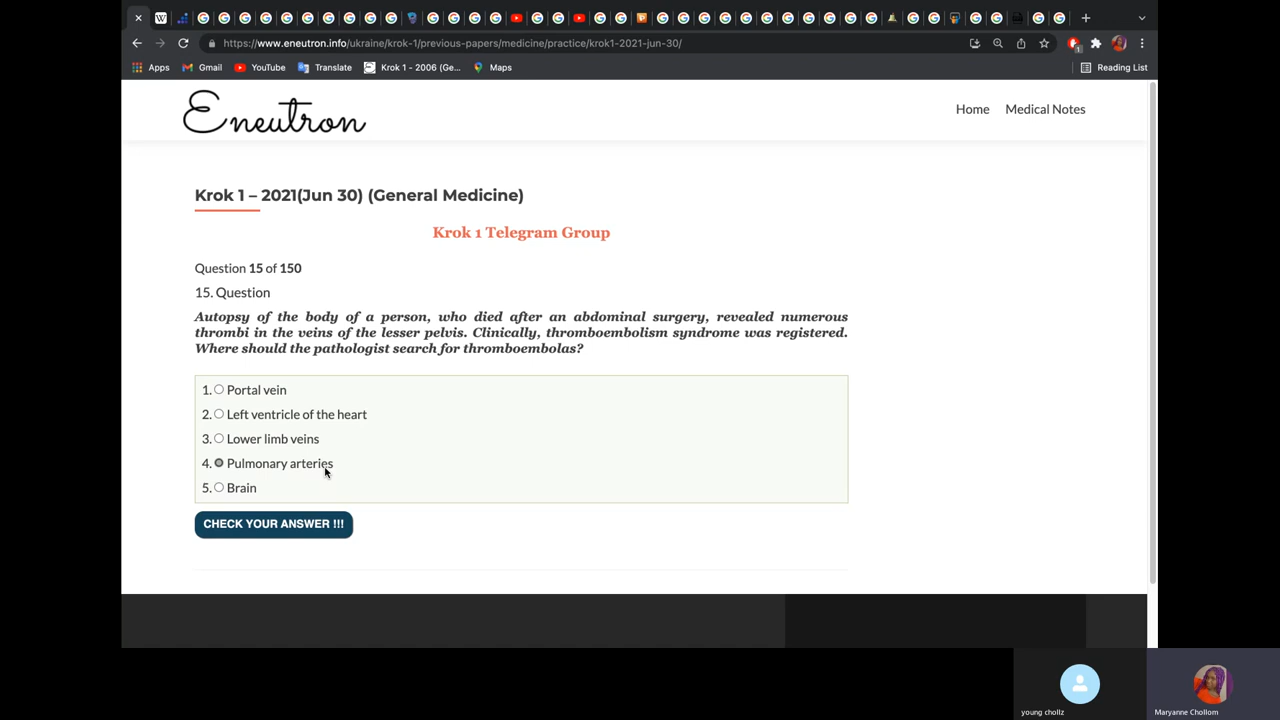 https://www.eneutron.info/ukraine/krok-1/previous-papers/medicine/practice/krok1-2021-jun-30/
Apps Gmail YouTube Translate Krok 1 - 2006 (Ge... Maps Reading List
Eneutron
Home Medical Notes
Krok 1 – 2021(Jun 30) (General Medicine)
Krok 1 Telegram Group
Question 15 of 150
15. Question
Autopsy of the body of a person, who died after an abdominal surgery, revealed numerous
thrombi in the veins of the lesser pelvis. Clinically, thromboembolism syndrome was registered.
Where should the pathologist search for thromboembolas?
1. Portal vein
2. Left ventricle of the heart
3. Lower limb veins
4. Pulmonary arteries
5. Brain
CHECK YOUR ANSWER !!!
young chollz
Maryanne Chollom